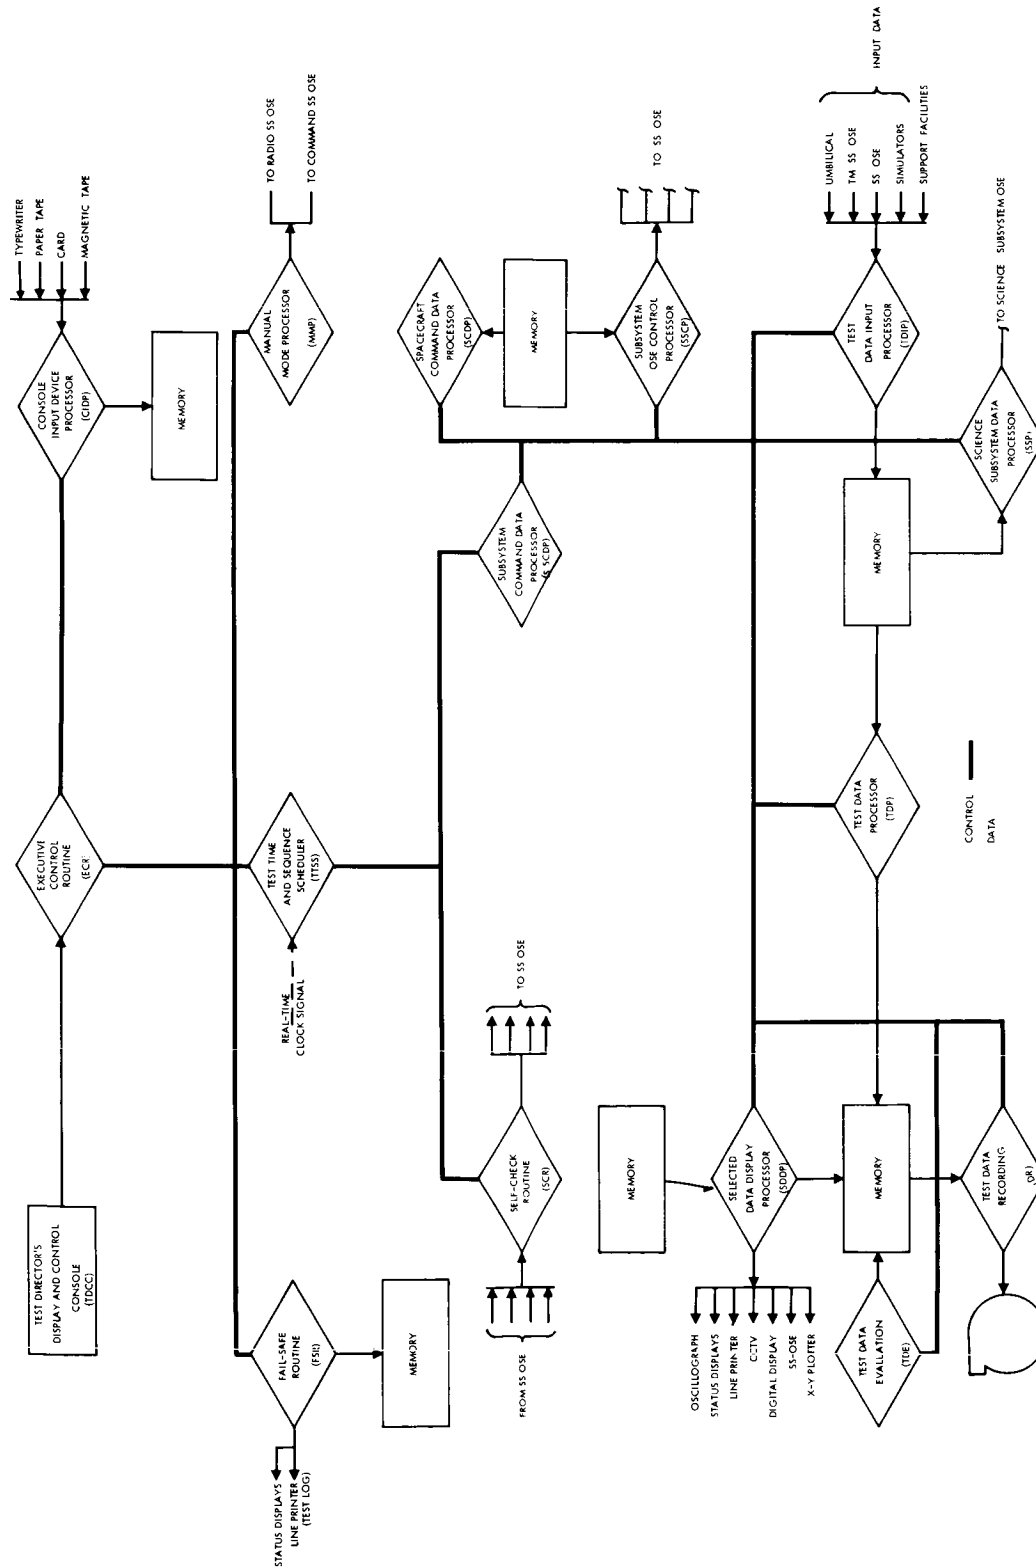 TEST DIRECTOR'S
DISPLAY AND CONTROL
CONSOLE
(TDCC)
EXECUTIVE
CONTROL
ROUTINE
(ECR)
CONSOLE
INPUT DEVICE
PROCESSOR
(CIDP)
TYPEWRITER
PAPER TAPE
CARD
MAGNETIC TAPE
MEMORY
STATUS DISPLAYS
LINE PRINTER
(TEST LOG)
FAIL-SAFE
ROUTINE
(FSR)
MEMORY
REAL-TIME
CLOCK SIGNAL
TEST TIME
AND SEQUENCE
SCHEDULER
(TTSS)
MANUAL
MODE PROCESSOR
(MMP)
TO RADIO SS OSE
TO COMMAND SS OSE
FROM SS OSE
SELF-CHECK
ROUTINE
(SCR)
TO SS OSE
SUBSYSTEM
COMMAND DATA
PROCESSOR
(S SCDP)
SPACECRAFT
COMMAND DATA
PROCESSOR
(SCDP)
MEMORY
SUBSYSTEM
OSE CONTROL
PROCESSOR
(SSCP)
TO SS OSE
OSCILLOGRAPH
STATUS DISPLAYS
LINE PRINTER
CCTV
DIGITAL DISPLAY
SS-OSE
X-Y PLOTTER
MEMORY
SELECTED
DATA DISPLAY
PROCESSOR
(SDDP)
MEMORY
TEST DATA
EVALLATION
(TDE)
TEST DATA
RECORDING
(DR)
TEST DATA
PROCESSOR
(TDP)
CONTROL
DATA
MEMORY
TEST
DATA INPUT
PROCESSOR
(TDIP)
UMBILICAL
TM SS OSE
SS OSE
SIMULATORS
SUPPORT FACILITIES
INPUT DATA
SCIENCE
SUBSYSTEM DATA
PROCESSOR
(SSP)
TO SCIENCE SUBSYSTEM OSE